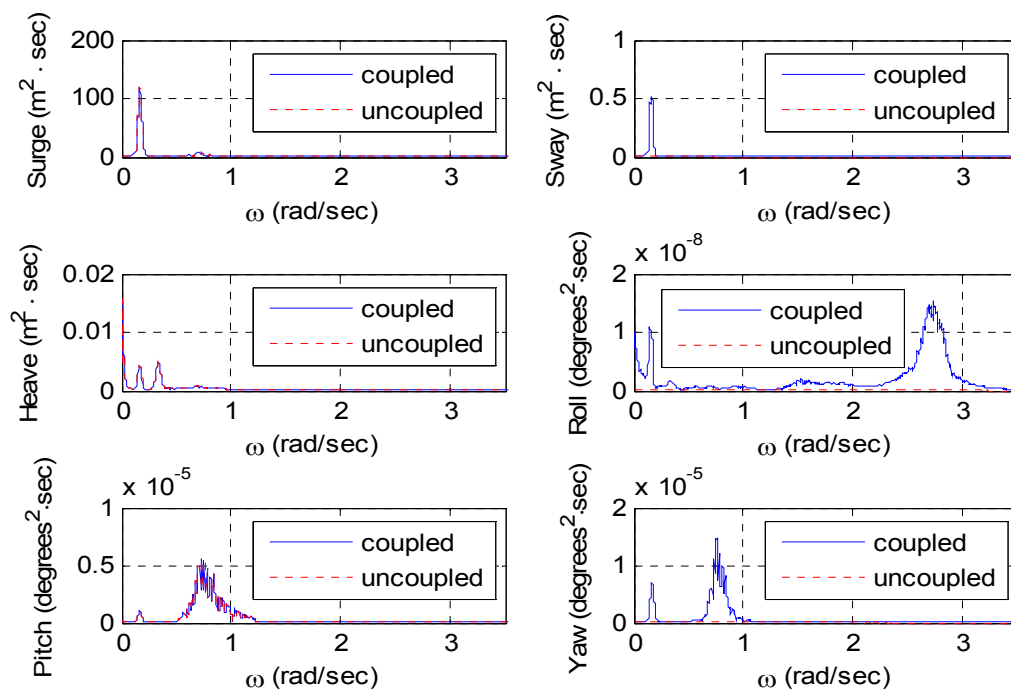 200
100
0
Surge (m² · sec)
coupled
uncoupled
0 1 2 3
ω (rad/sec)
1
0.5
0
Sway (m² · sec)
coupled
uncoupled
0 1 2 3
ω (rad/sec)
0.02
0.01
0
Heave (m² · sec)
coupled
uncoupled
0 1 2 3
ω (rad/sec)
x 10⁻⁸
2
1
0
Roll (degrees²·sec)
coupled
uncoupled
0 1 2 3
ω (rad/sec)
x 10⁻⁵
1
0.5
0
Pitch (degrees²·sec)
coupled
uncoupled
0 1 2 3
ω (rad/sec)
x 10⁻⁵
2
1
0
Yaw (degrees²·sec)
coupled
uncoupled
0 1 2 3
ω (rad/sec)